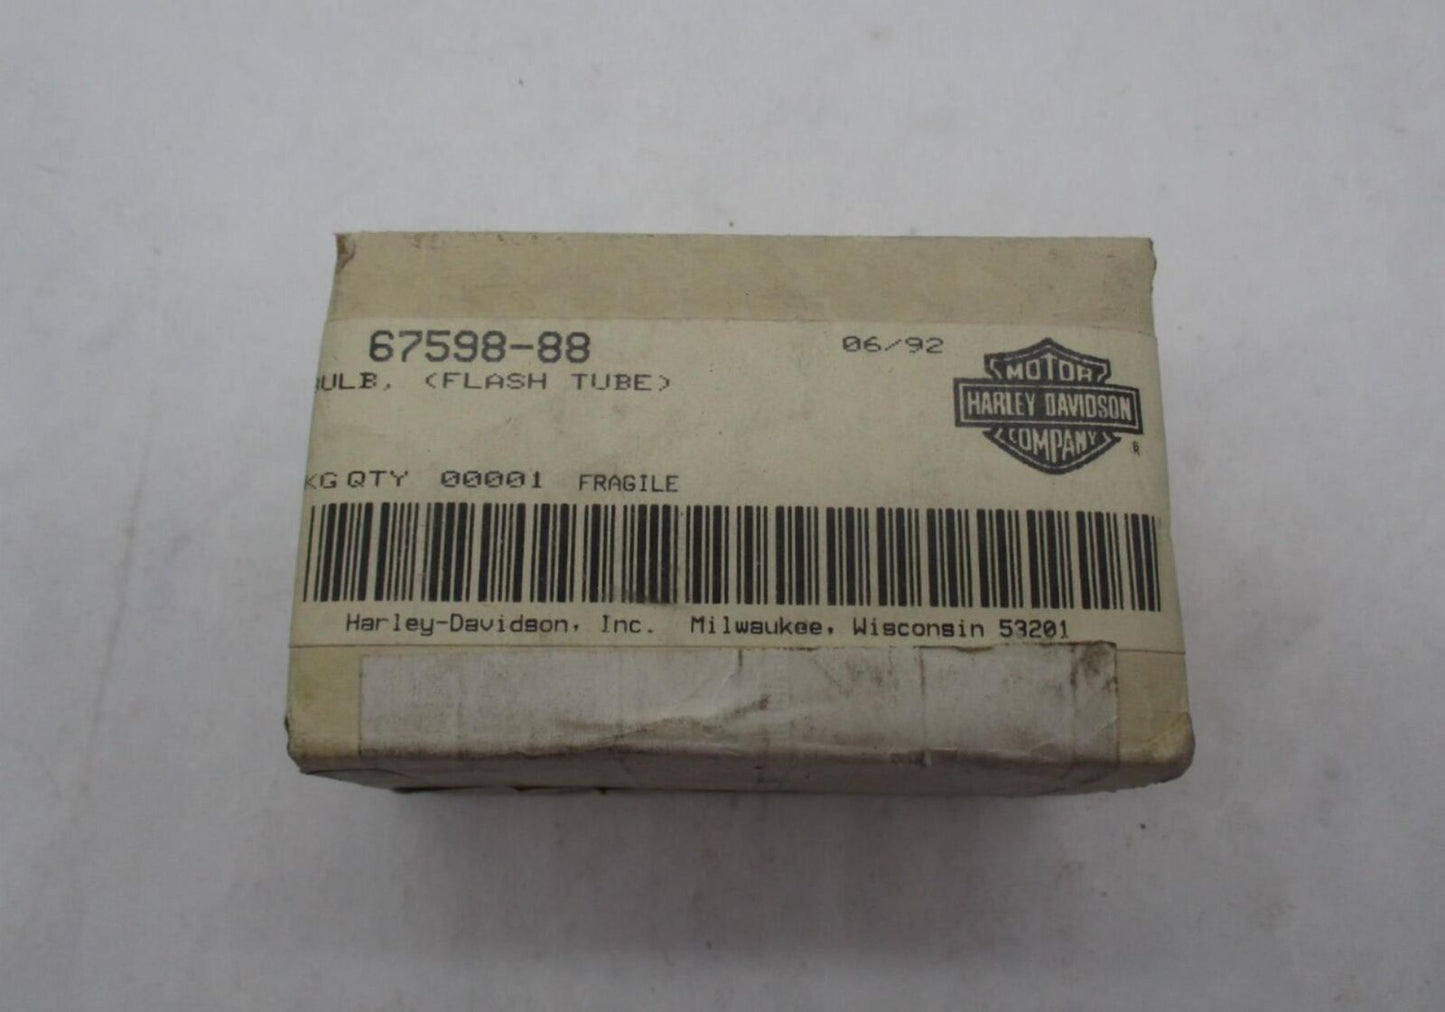 67598-88
06/92
ULB, (FLASH TUBE)
MOTOR
HARLEY DAVIDSON
COMPANY
®
KG QTY 00001 FRAGILE
Harley-Davidson, Inc. Milwaukee, Wisconsin 53201